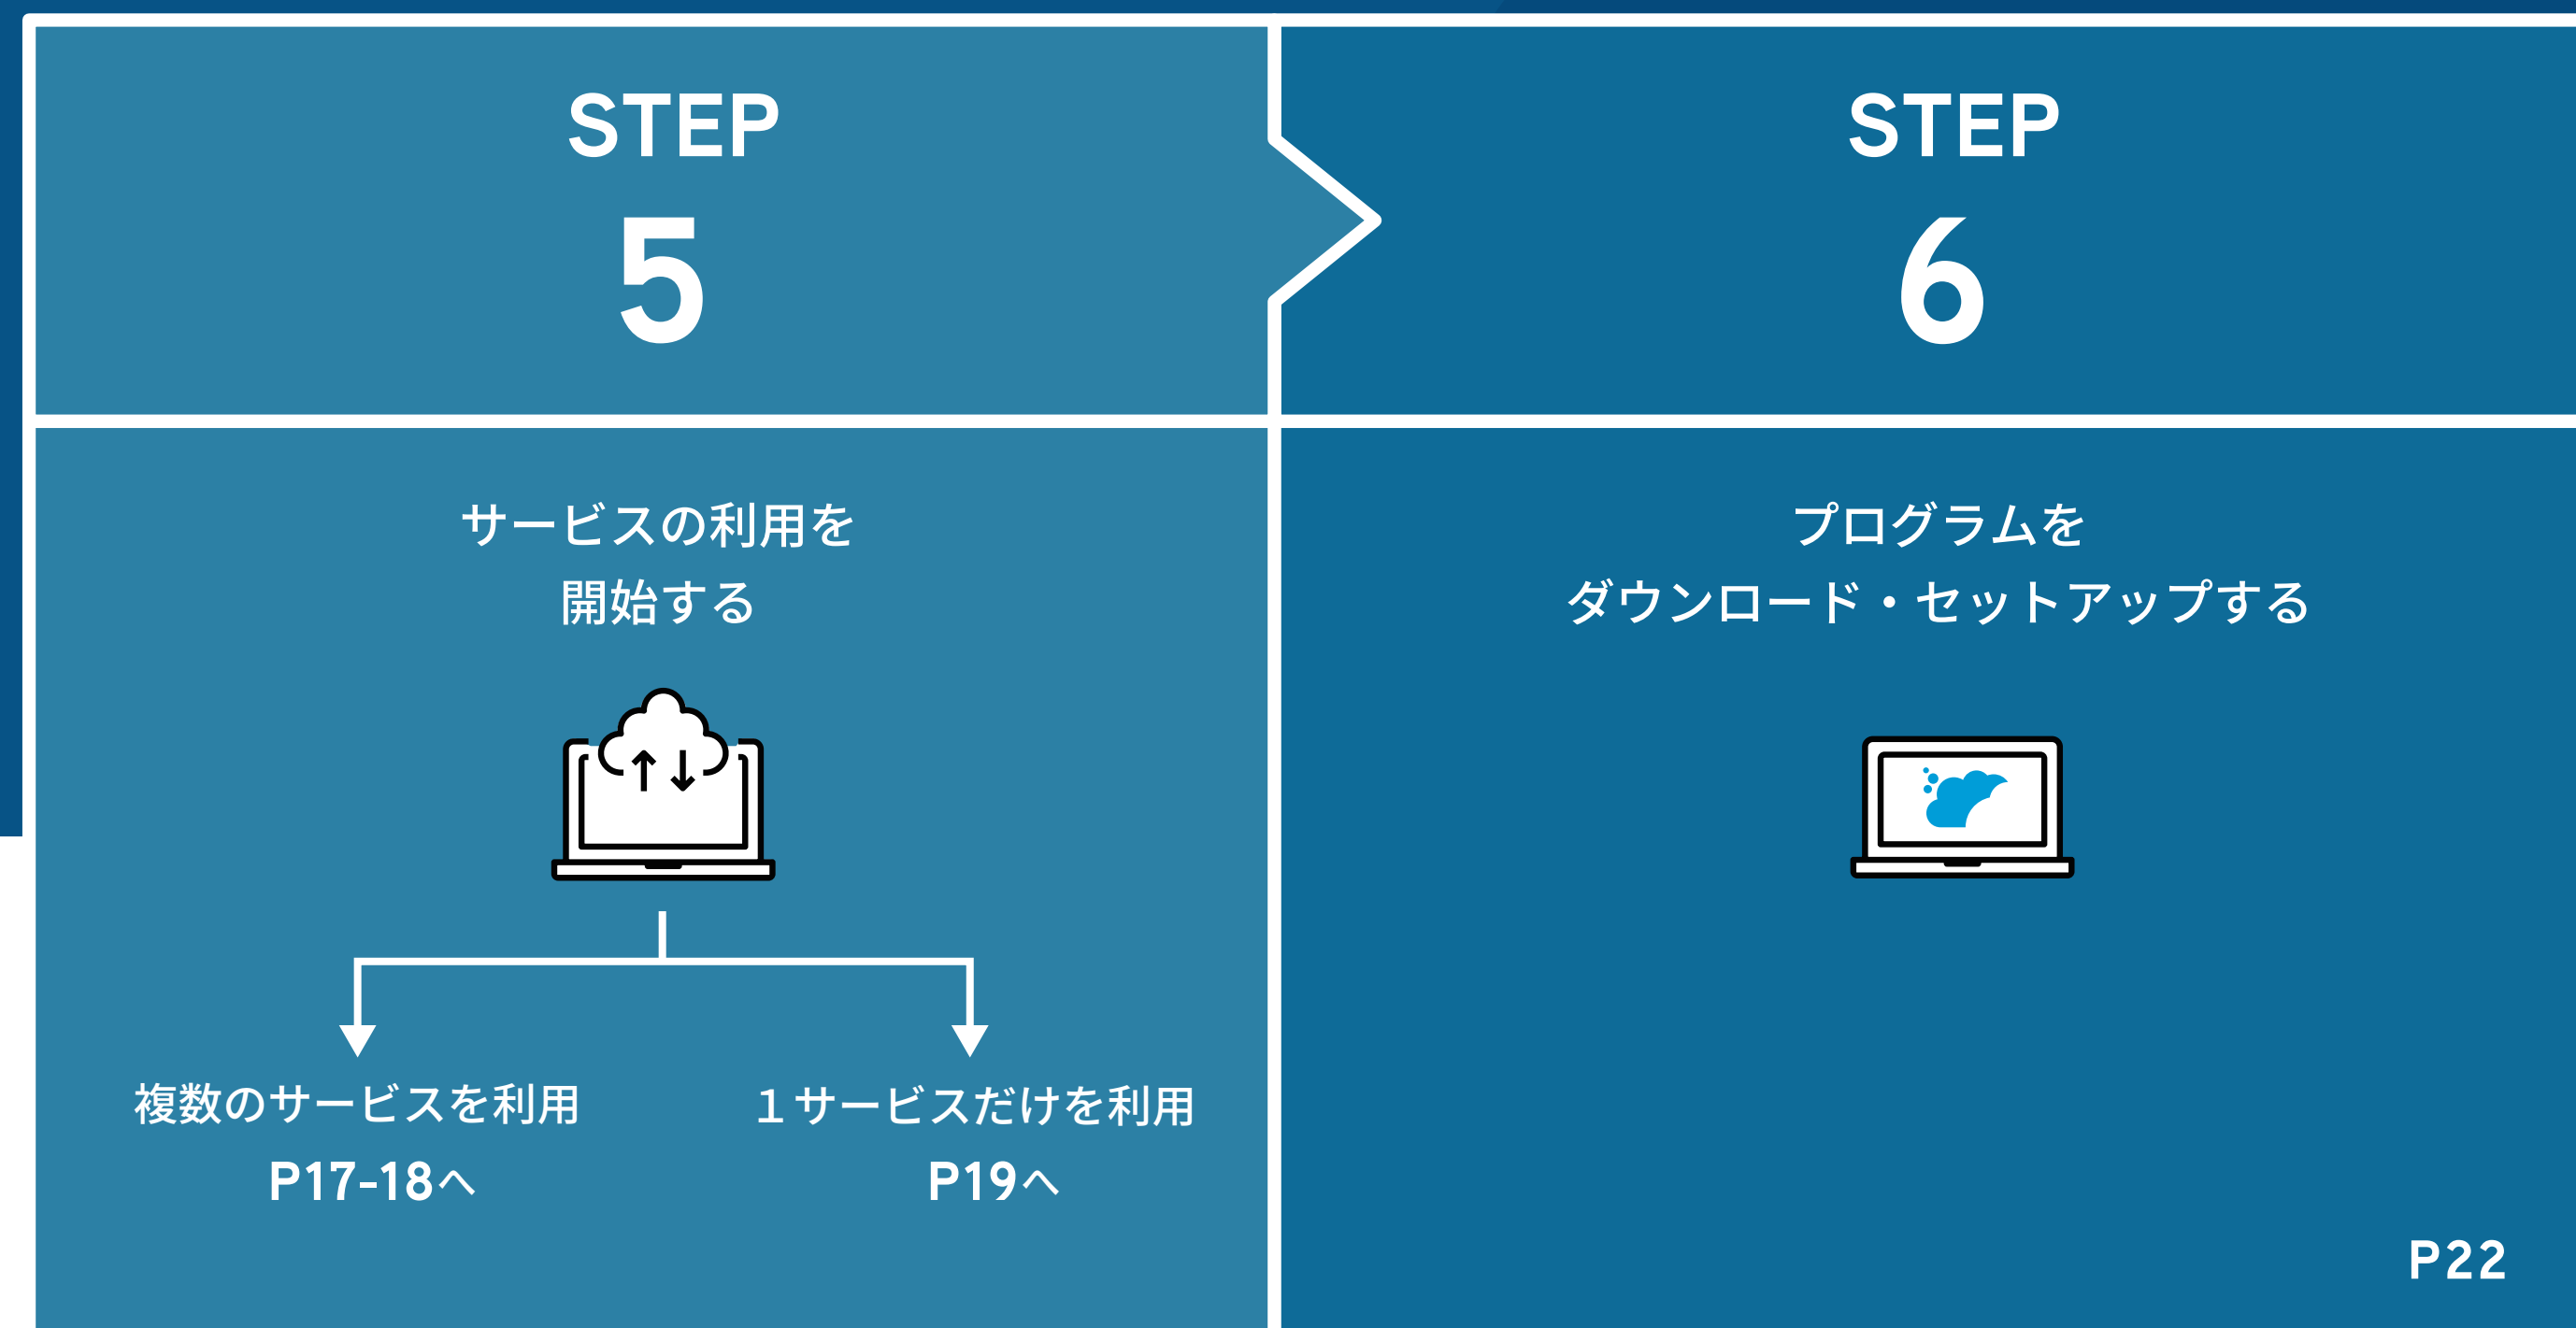 STEP
5
サービスの利用を
開始する
複数のサービスを利用
P17-18へ
１サービスだけを利用
P19へ
STEP
6
プログラムを
ダウンロード・セットアップする
P22